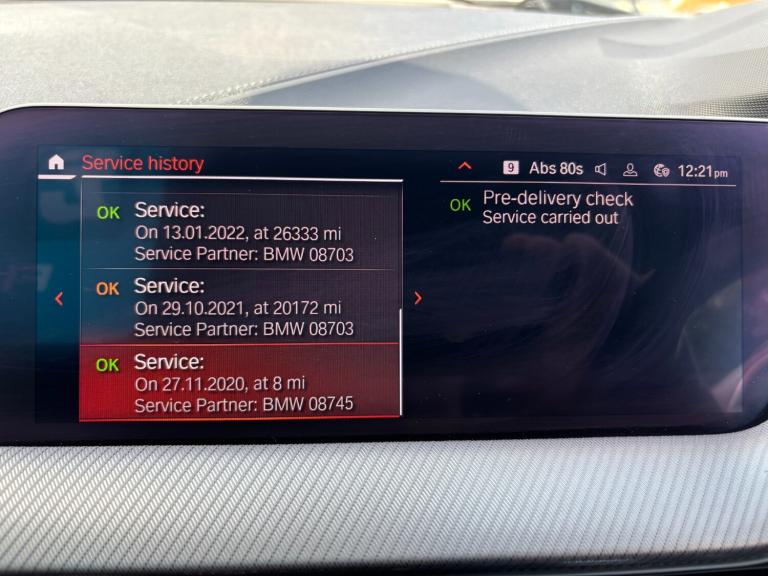 Service history
9 Abs 80s 12:21pm
OK Service:
On 13.01.2022, at 26333 mi
Service Partner: BMW 08703
OK Service:
On 29.10.2021, at 20172 mi
Service Partner: BMW 08703
OK Service:
On 27.11.2020, at 8 mi
Service Partner: BMW 08745
OK Pre-delivery check
Service carried out